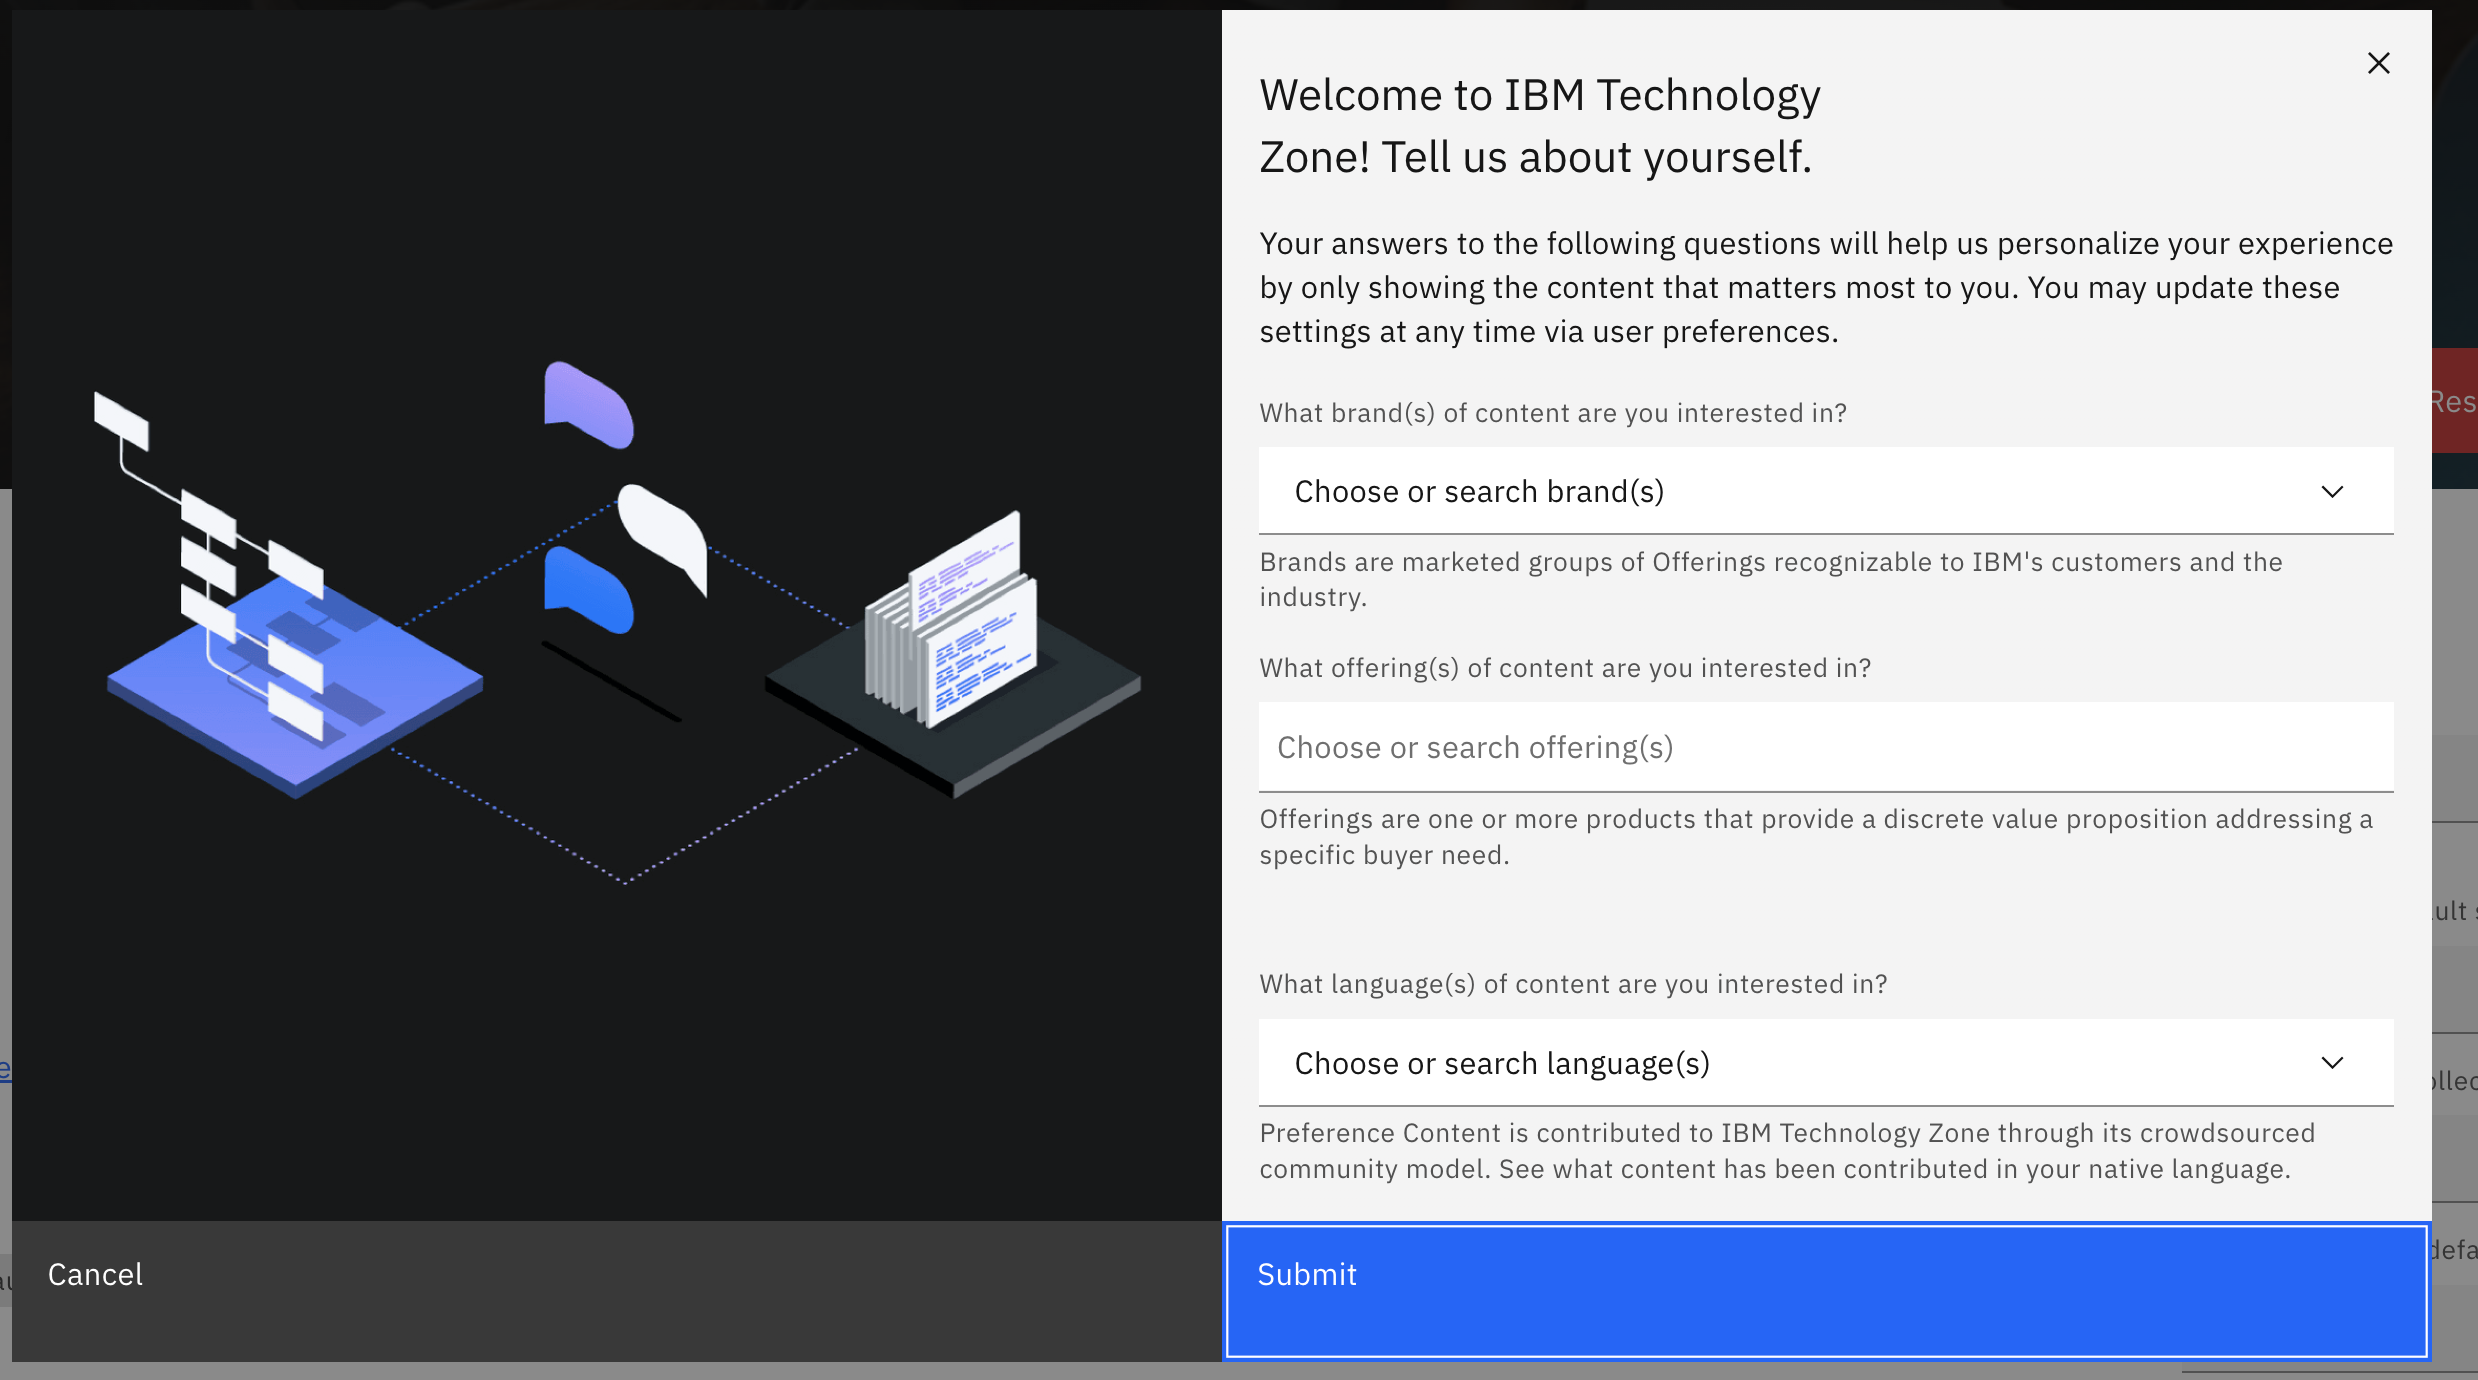 Welcome to IBM Technology
Zone! Tell us about yourself.
Your answers to the following questions will help us personalize your experience
by only showing the content that matters most to you. You may update these
settings at any time via user preferences.
What brand(s) of content are you interested in?
Choose or search brand(s)
Brands are marketed groups of Offerings recognizable to IBM's customers and the
industry.
What offering(s) of content are you interested in?
Choose or search offering(s)
Offerings are one or more products that provide a discrete value proposition addressing a
specific buyer need.
What language(s) of content are you interested in?
Choose or search language(s)
Preference Content is contributed to IBM Technology Zone through its crowdsourced
community model. See what content has been contributed in your native language.
Cancel
Submit